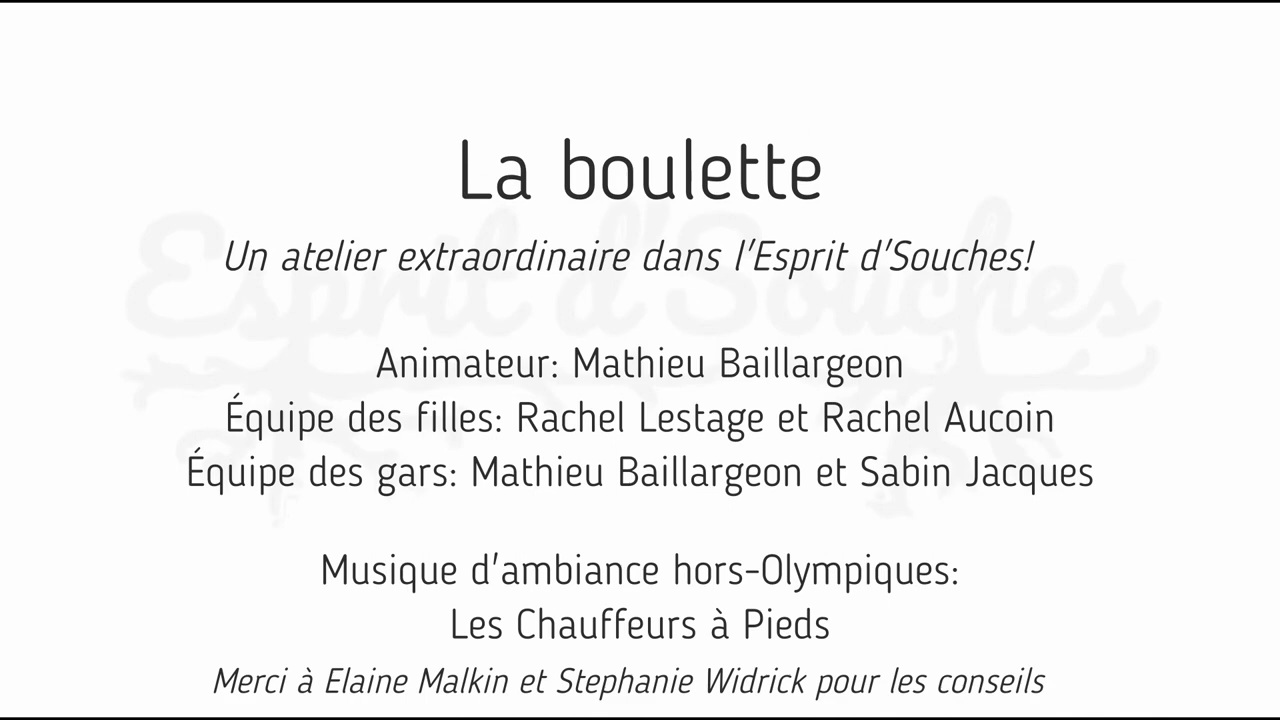 La boulette
Un atelier extraordinaire dans l'Esprit d'Souches!
Esprit d'Souches
Animateur: Mathieu Baillargeon
Équipe des filles: Rachel Lestage et Rachel Aucoin
Équipe des gars: Mathieu Baillargeon et Sabin Jacques
Musique d'ambiance hors-Olympiques:
Les Chauffeurs à Pieds
Merci à Elaine Malkin et Stephanie Widrick pour les conseils